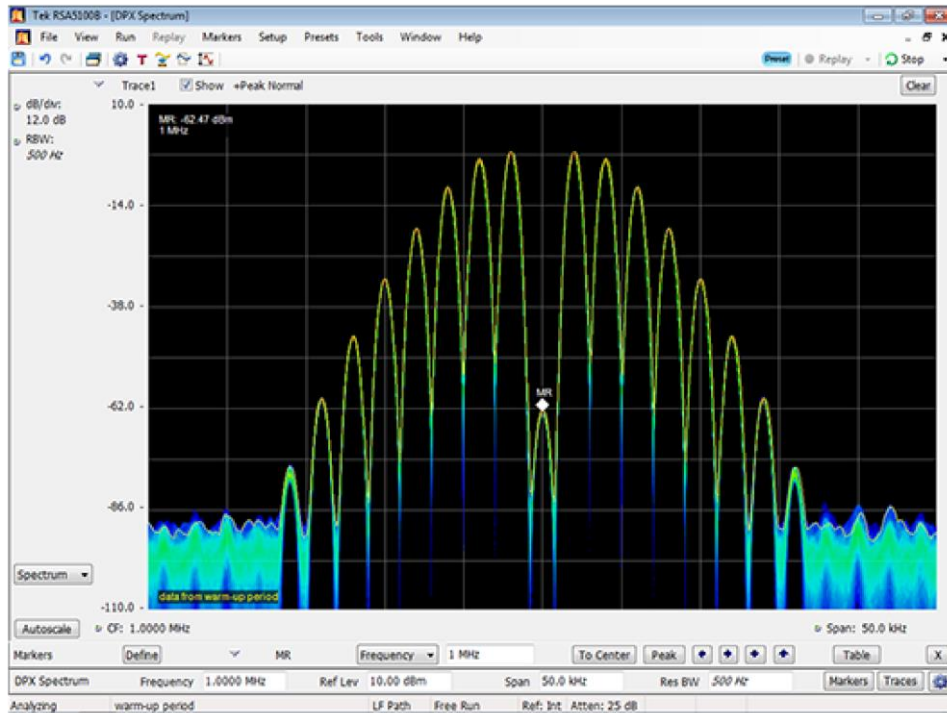 Tek RSA5100B - [DPX Spectrum]
File View Run Replay Markers Setup Presets Tools Window Help
T Preset Replay Stop
Trace1 Show +Peak Normal Clear
dB/div:
12.0 dB
RBW:
500 Hz
10.0
MR: -62.47 dBm
1 MHz
-14.0
-38.0
MR
-62.0
-86.0
Spectrum
data from warm-up period
-110.0
Autoscale CF: 1.0000 MHz Span: 50.0 kHz
Markers Define MR Frequency 1 MHz To Center Peak Table X
DPX Spectrum Frequency 1.0000 MHz Ref Lev 10.00 dBm Span 50.0 kHz Res BW 500 Hz Markers Traces
Analyzing warm-up period LF Path Free Run Ref: Int Atten: 25 dB